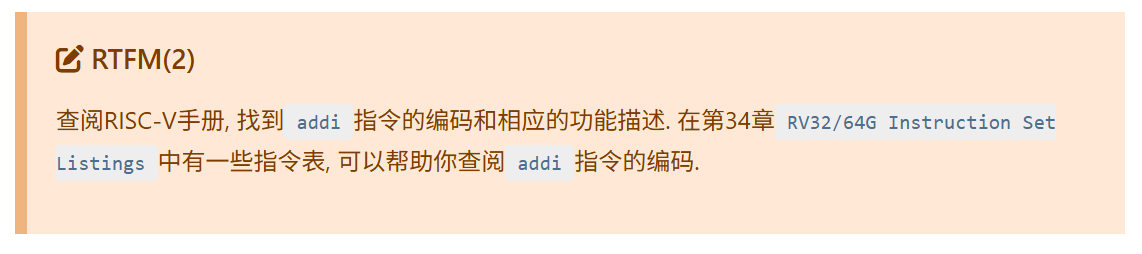 RTFM(2)
查阅RISC-V手册, 找到 addi 指令的编码和相应的功能描述. 在第34章 RV32/64G Instruction Set
Listings 中有一些指令表, 可以帮助你查阅 addi 指令的编码.